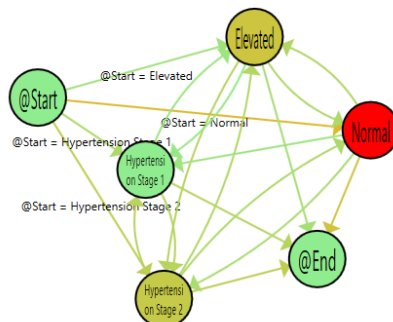 Elevated
@Start = Elevated
@Start
@Start = Normal
Normal
@Start = Hypertension Stage 1
Hypertensi
on Stage 1
@Start = Hypertension Stage 2
@End
Hypertensi
on Stage 2